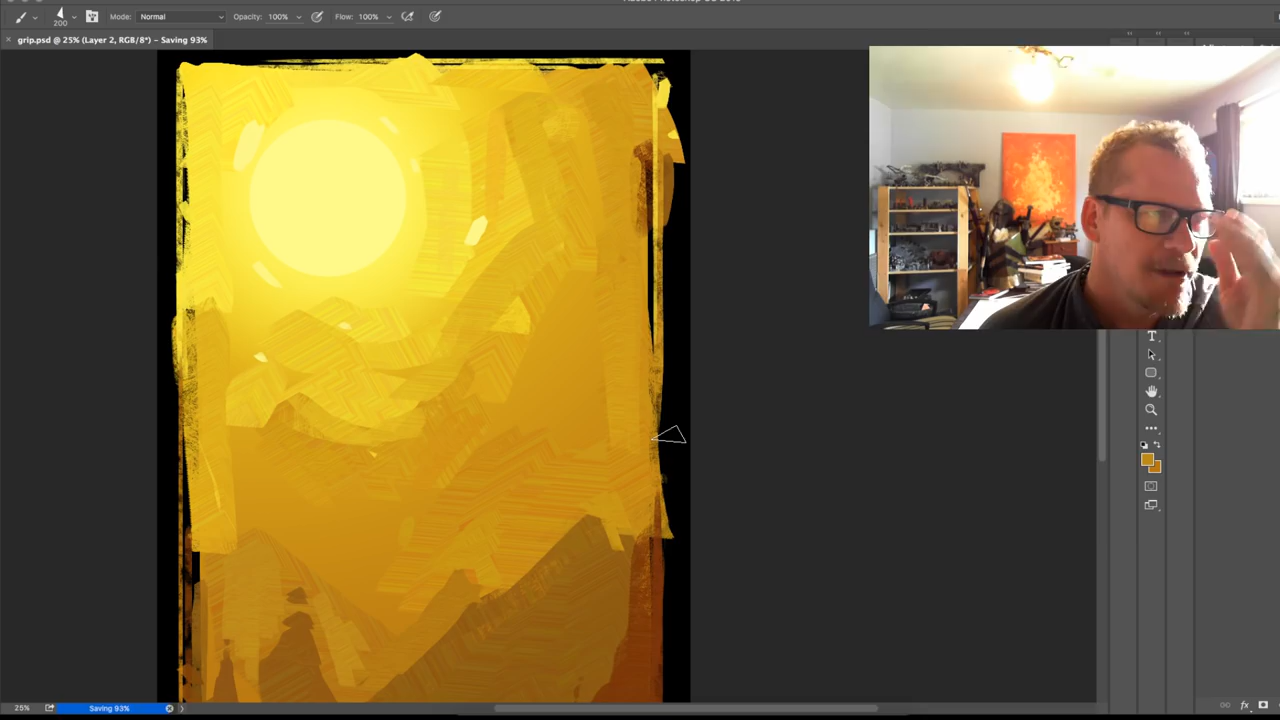 200
Mode: Normal
Opacity: 100%
Flow: 100%
× grip.psd @ 25% (Layer 2, RGB/8*) – Saving 93%
T
25%
Saving 93%
fx